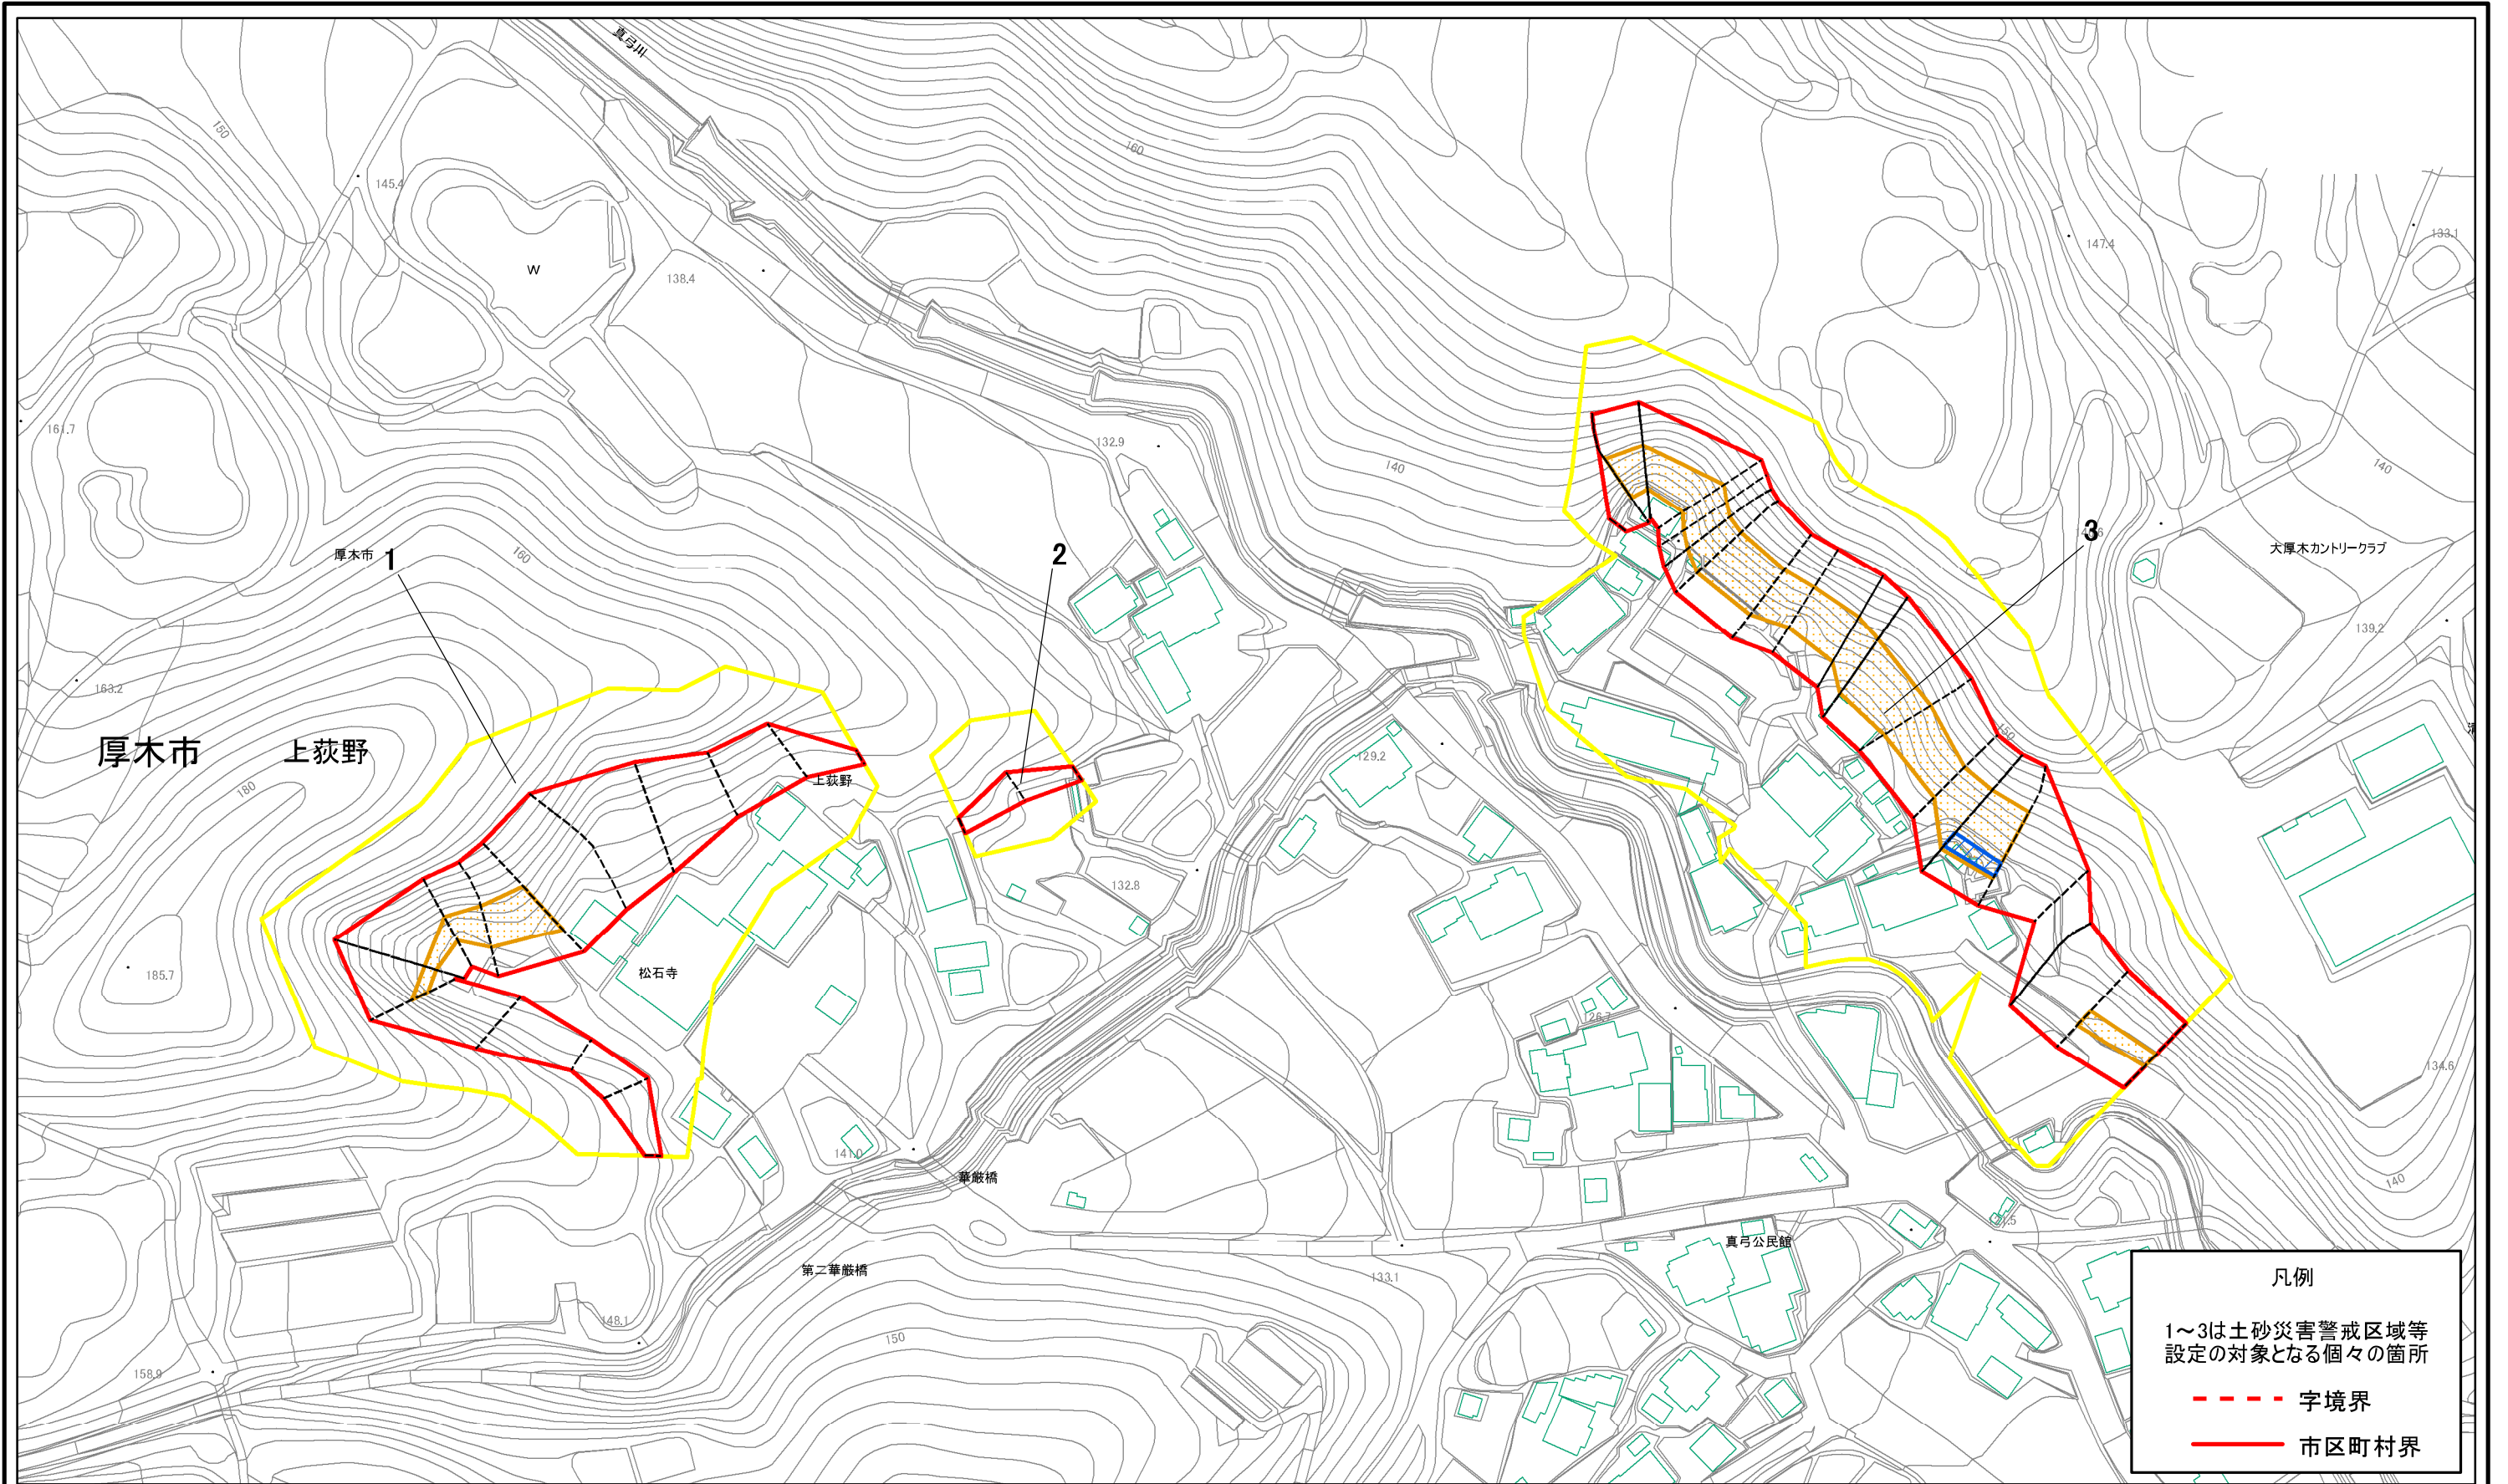 真弓川
150
160
145.4
W
138.4
147.4
133.1
161.7
132.9
140
140
160
厚木市
1
2
3
大厚木カントリークラブ
139.2
163.2
厚木市
上荻野
180
上荻野
129.2
150
132.8
185.7
松石寺
126.7
134.6
141.0
華厳橋
140
真弓公民館
第二華厳橋
133.1
148.1
150
158.9
凡例
1～3は土砂災害警戒区域等
設定の対象となる個々の箇所
字境界
市区町村界